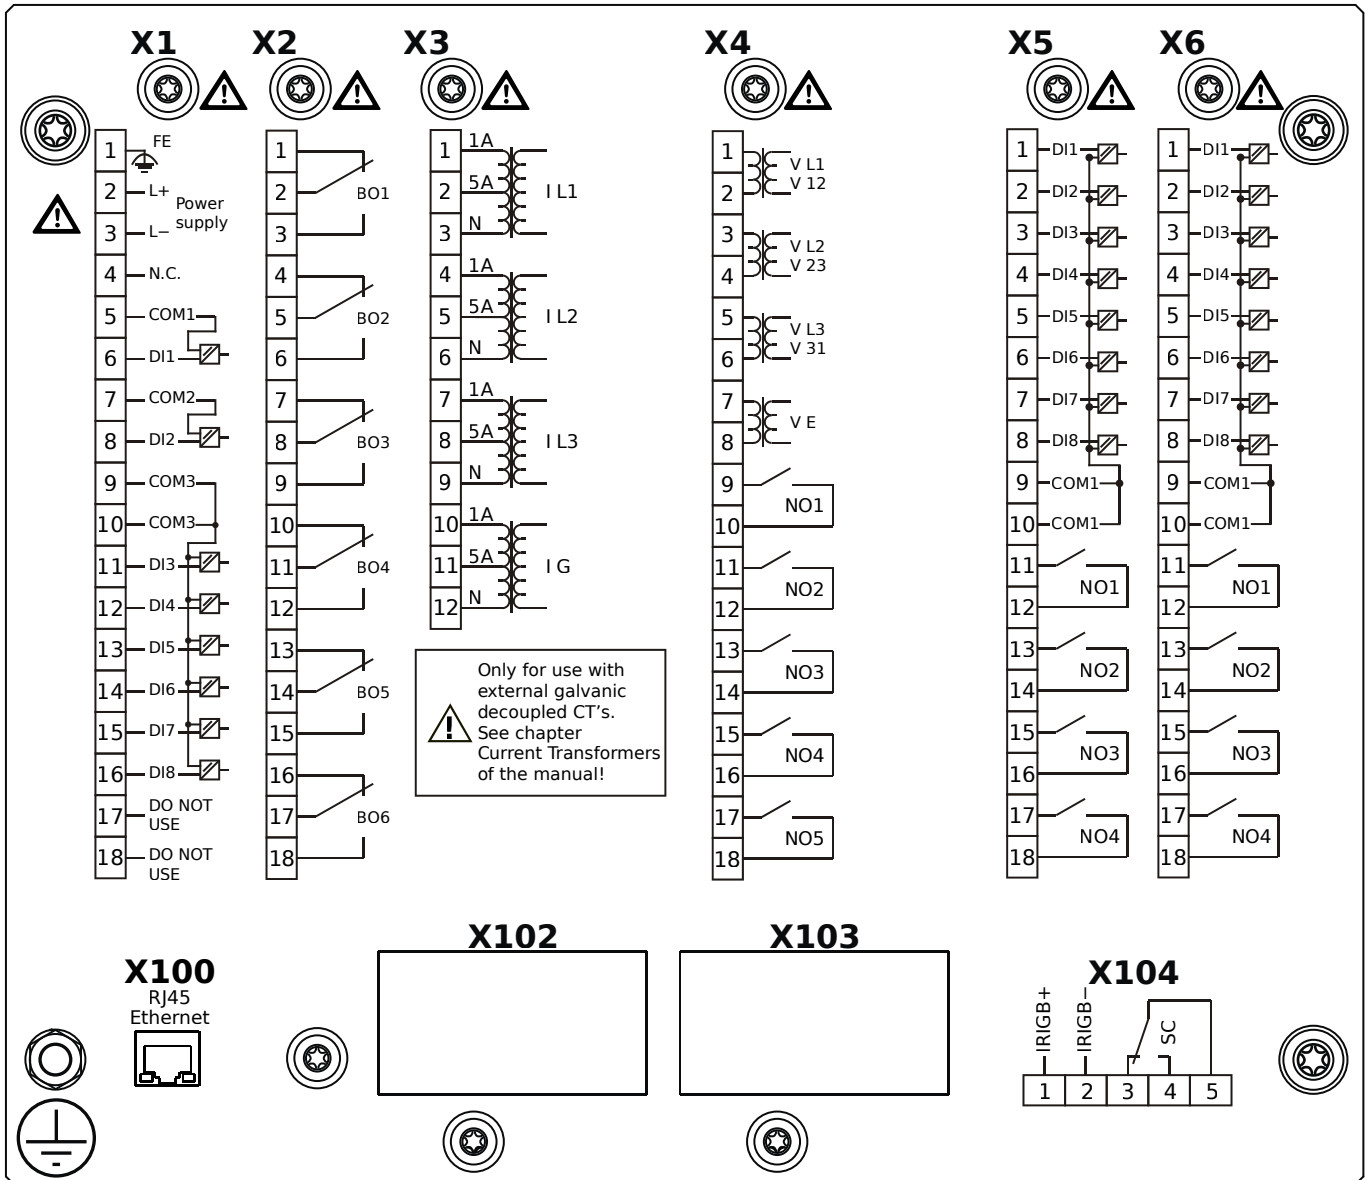 X1 X2 X3 X4 X5 X6
1 FE
2 L+
Power
supply
3 L−
4 N.C.
5 COM1
6 DI1
7 COM2
8 DI2
9 COM3
10 COM3
11 DI3
12 DI4
13 DI5
14 DI6
15 DI7
16 DI8
17 DO NOT
USE
18 DO NOT
USE
1
2 BO1
3
4
5 BO2
6
7
8 BO3
9
10
11 BO4
12
13
14 BO5
15
16
17 BO6
18
1 1A
2 5A I L1
3 N
4 1A
5 5A I L2
6 N
7 1A
8 5A I L3
9 N
10 1A
11 5A I G
12 N
Only for use with
external galvanic
decoupled CT's.
See chapter
Current Transformers
of the manual!
1 V L1
2 V 12
3 V L2
4 V 23
5 V L3
6 V 31
7 V E
8
9
NO1
10
11
NO2
12
13
NO3
14
15
NO4
16
17
NO5
18
1 DI1
2 DI2
3 DI3
4 DI4
5 DI5
6 DI6
7 DI7
8 DI8
9 COM1
10 COM1
11
NO1
12
13
NO2
14
15
NO3
16
17
NO4
18
1 DI1
2 DI2
3 DI3
4 DI4
5 DI5
6 DI6
7 DI7
8 DI8
9 COM1
10 COM1
11
NO1
12
13
NO2
14
15
NO3
16
17
NO4
18
X100
RJ45
Ethernet
X102
X103
X104
IRIGB+
IRIGB−
SC
1 2 3 4 5